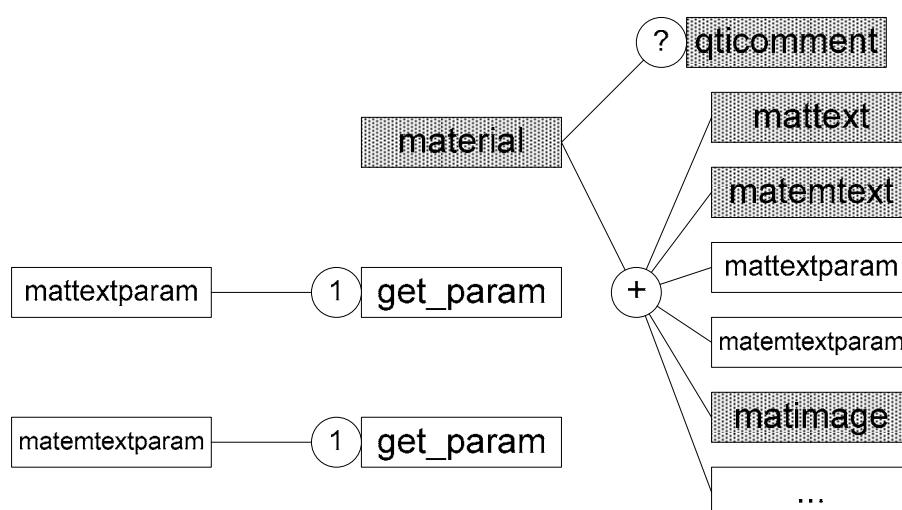 ? qticomment
mattext
material
matemtext
mattextparam
mattextparam 1 get_param
+
matemtextparam
matimage
matemtextparam 1 get_param
...